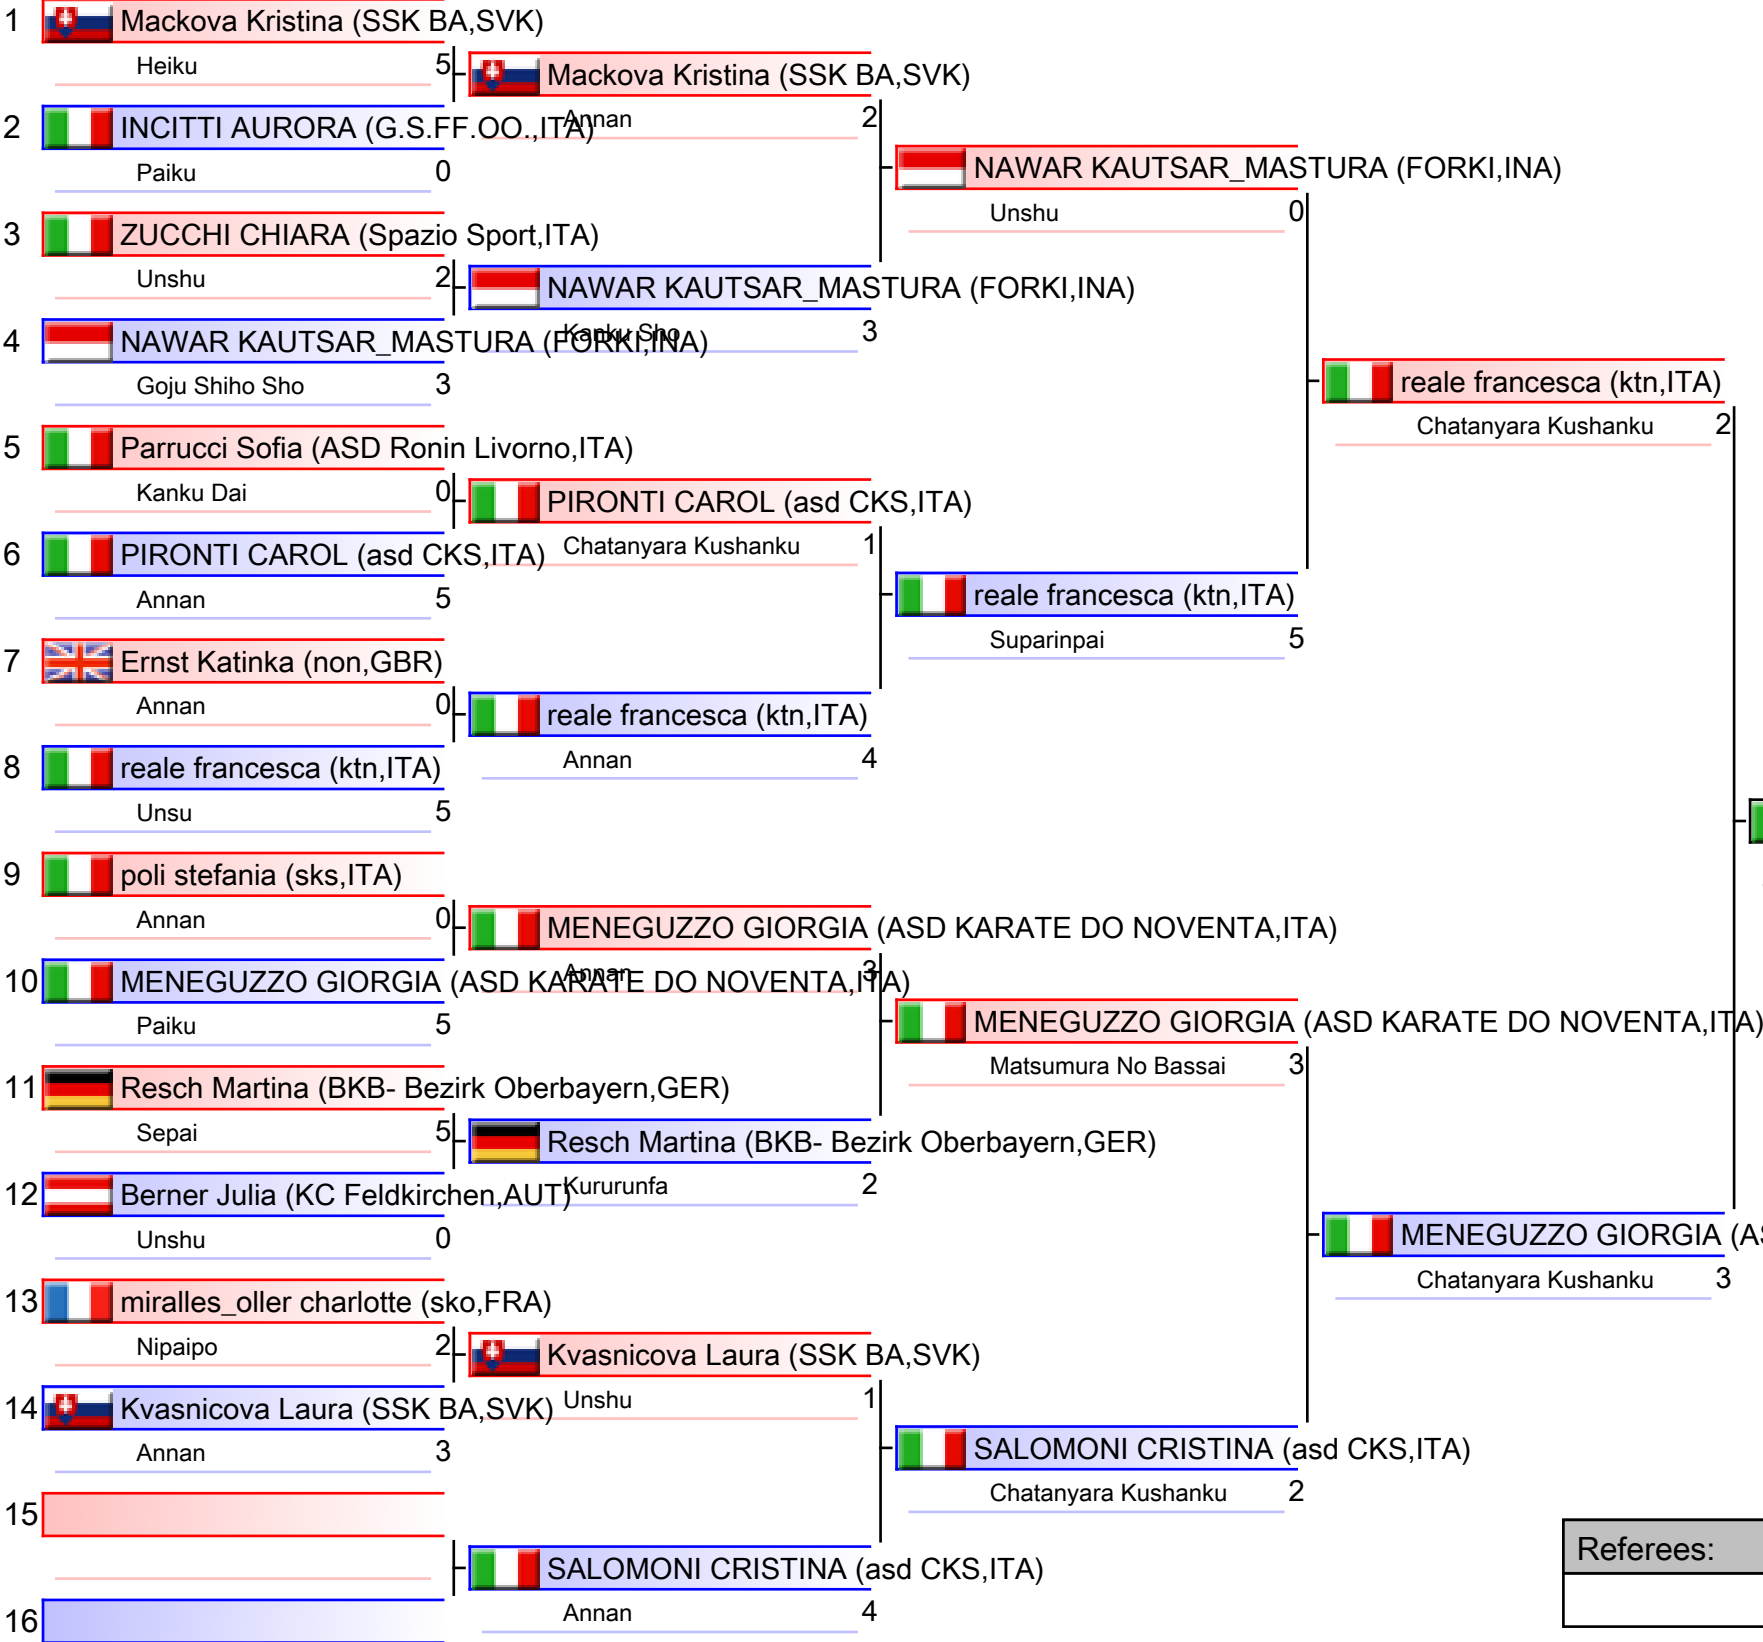 1 Mackova Kristina (SSK BA,SVK)
Heiku 5
2 INCITTI AURORA (G.S.FF.OO.,ITA)
Paiku 0
3 ZUCCHI CHIARA (Spazio Sport,ITA)
Unshu 2
4 NAWAR KAUTSAR_MASTURA (FORKI,INA)
Goju Shiho Sho 3
5 Parrucci Sofia (ASD Ronin Livorno,ITA)
Kanku Dai 0
6 PIRONTI CAROL (asd CKS,ITA)
Annan 5
7 Ernst Katinka (non,GBR)
Annan 0
8 reale francesca (ktn,ITA)
Unsu 5
9 poli stefania (sks,ITA)
Annan 0
10 MENEGUZZO GIORGIA (ASD KARATE DO NOVENTA,ITA)
Paiku 5
11 Resch Martina (BKB- Bezirk Oberbayern,GER)
Sepai 5
12 Berner Julia (KC Feldkirchen,AUT)
Unshu 0
13 miralles_oller charlotte (sko,FRA)
Nipaipo 2
14 Kvasnicova Laura (SSK BA,SVK)
Annan 3
15
16
Mackova Kristina (SSK BA,SVK)
Annan 2
NAWAR KAUTSAR_MASTURA (FORKI,INA)
Kanku Sho 3
PIRONTI CAROL (asd CKS,ITA)
Chatanyara Kushanku 1
reale francesca (ktn,ITA)
Annan 4
MENEGUZZO GIORGIA (ASD KARATE DO NOVENTA,ITA)
Annan 3
Resch Martina (BKB- Bezirk Oberbayern,GER)
Kururunfa 2
Kvasnicova Laura (SSK BA,SVK)
Unshu 1
SALOMONI CRISTINA (asd CKS,ITA)
Annan 4
NAWAR KAUTSAR_MASTURA (FORKI,INA)
Unshu 0
reale francesca (ktn,ITA)
Suparinpai 5
MENEGUZZO GIORGIA (ASD KARATE DO NOVENTA,ITA)
Matsumura No Bassai 3
SALOMONI CRISTINA (asd CKS,ITA)
Chatanyara Kushanku 2
reale francesca (ktn,ITA)
Chatanyara Kushanku 2
MENEGUZZO GIORGIA (AS
Chatanyara Kushanku 3
Referees: